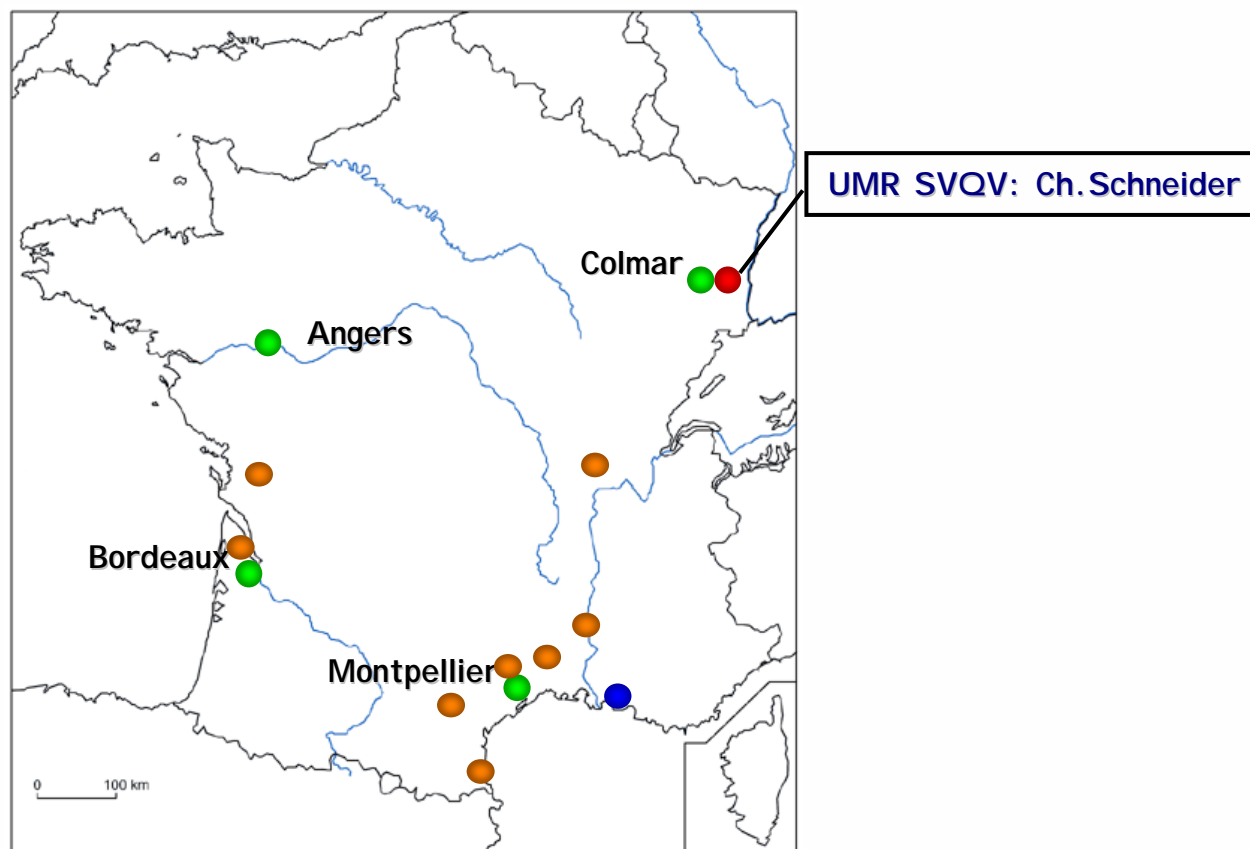 UMR SVQV: Ch.Schneider
Colmar
Angers
Bordeaux
Montpellier
0 100 km